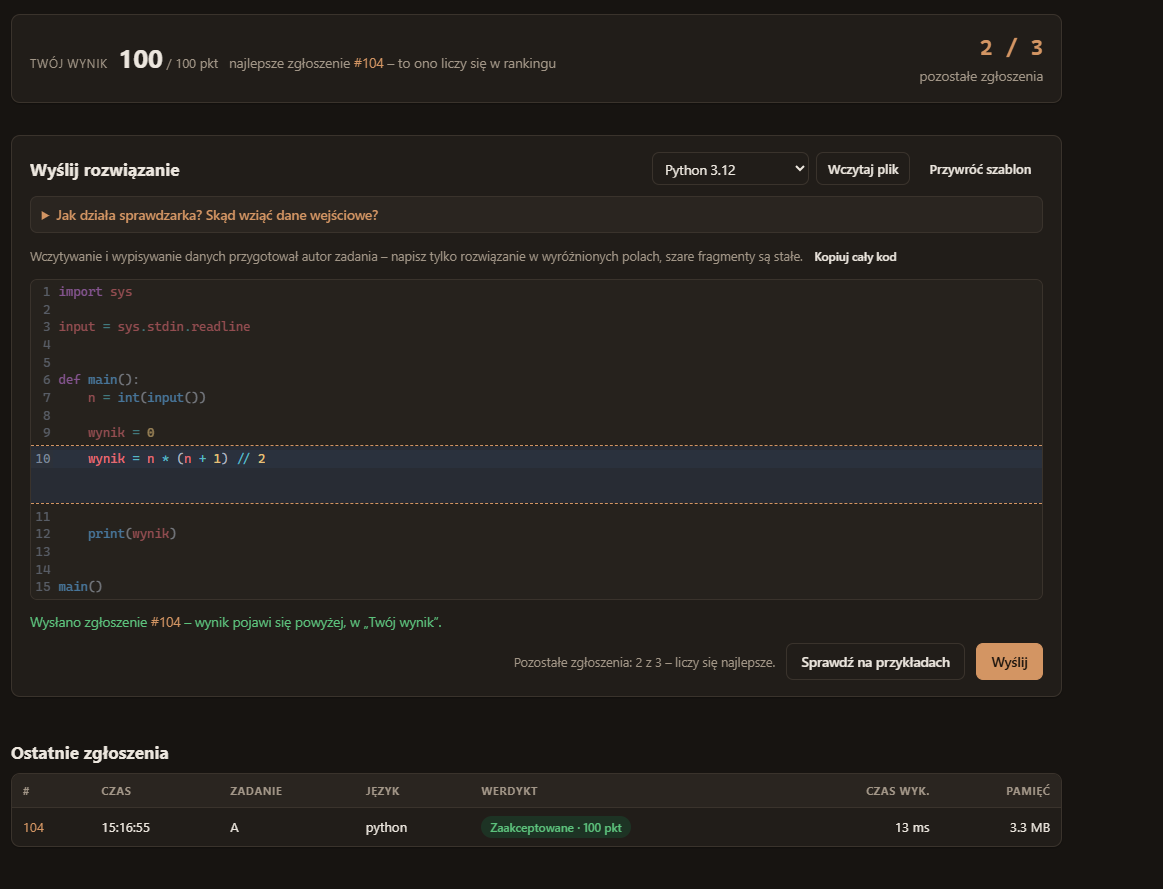 TWÓJ WYNIK 100 / 100 pkt najlepsze zgłoszenie #104 – to ono liczy się w rankingu
2 / 3
pozostałe zgłoszenia
Wyślij rozwiązanie
Python 3.12
Wczytaj plik
Przywróć szablon
▶ Jak działa sprawdzarka? Skąd wziąć dane wejściowe?
Wczytywanie i wypisywanie danych przygotował autor zadania – napisz tylko rozwiązanie w wyróżnionych polach, szare fragmenty są stałe. Kopiuj cały kod
1 import sys
2
3 input = sys.stdin.readline
4
5
6 def main():
7     n = int(input())
8
9     wynik = 0
10     wynik = n * (n + 1) // 2
11
12     print(wynik)
13
14
15 main()
Wysłano zgłoszenie #104 – wynik pojawi się powyżej, w „Twój wynik”.
Pozostałe zgłoszenia: 2 z 3 – liczy się najlepsze.
Sprawdź na przykładach
Wyślij
Ostatnie zgłoszenia
# CZAS ZADANIE JĘZYK WERDYKT CZAS WYK. PAMIĘĆ
104 15:16:55 A python Zaakceptowane · 100 pkt 13 ms 3.3 MB